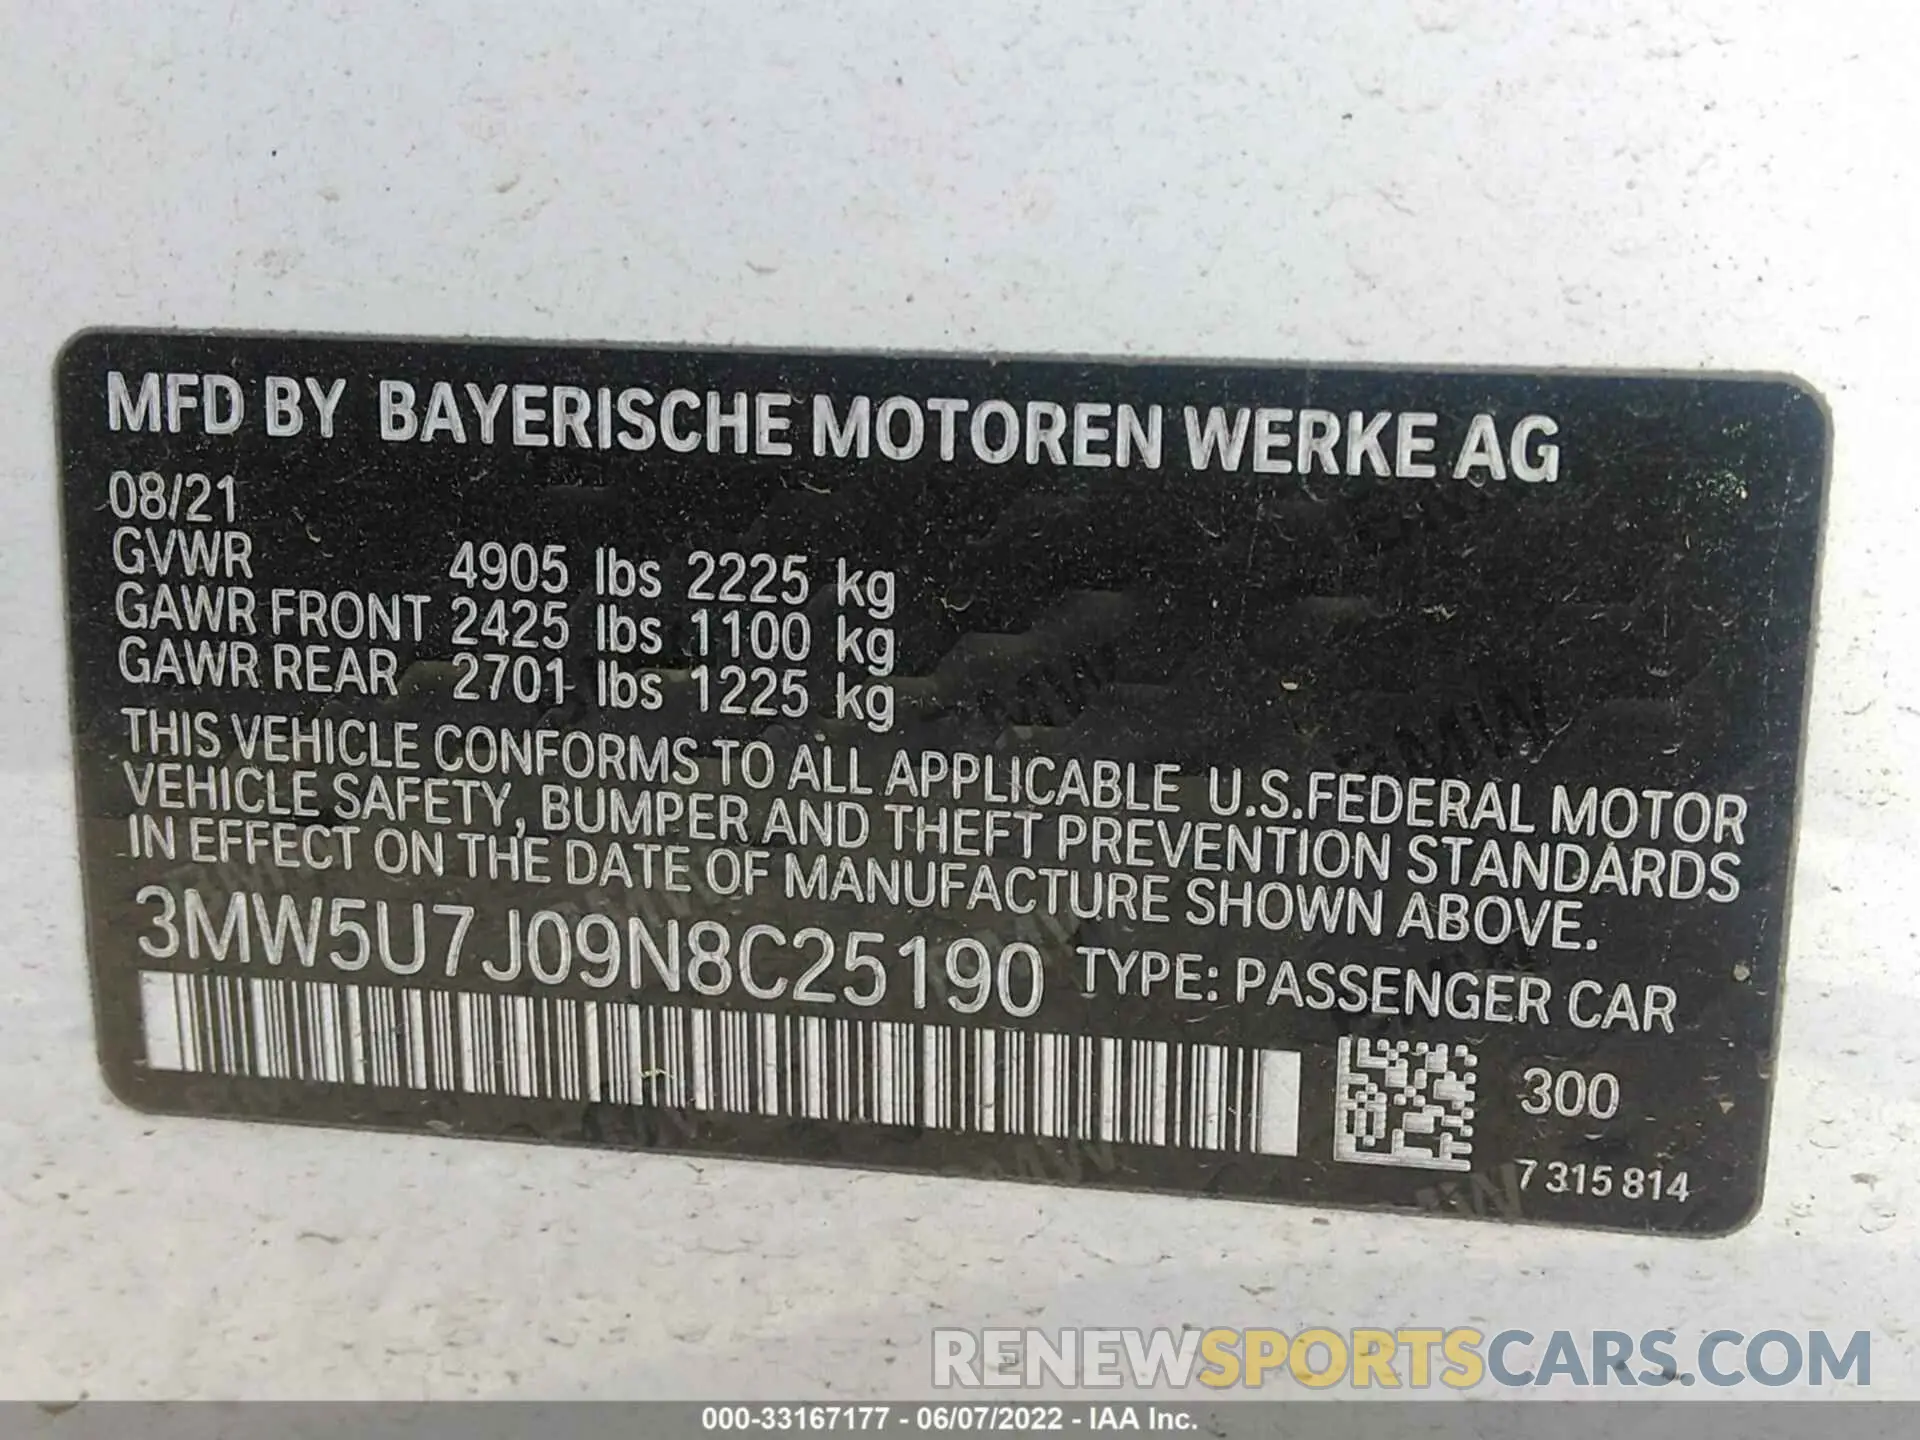 MFD BY BAYERISCHE MOTOREN WERKE AG
08/21
GVWR 4905 lbs 2225 kg
GAWR FRONT 2425 lbs 1100 kg
GAWR REAR 2701 lbs 1225 kg
THIS VEHICLE CONFORMS TO ALL APPLICABLE U.S.FEDERAL MOTOR
VEHICLE SAFETY, BUMPER AND THEFT PREVENTION STANDARDS
IN EFFECT ON THE DATE OF MANUFACTURE SHOWN ABOVE.
3MW5U7J09N8C25190 TYPE: PASSENGER CAR
300
7 315 814
RENEWSPORTSCARS.COM
000-33167177 - 06/07/2022 - IAA Inc.